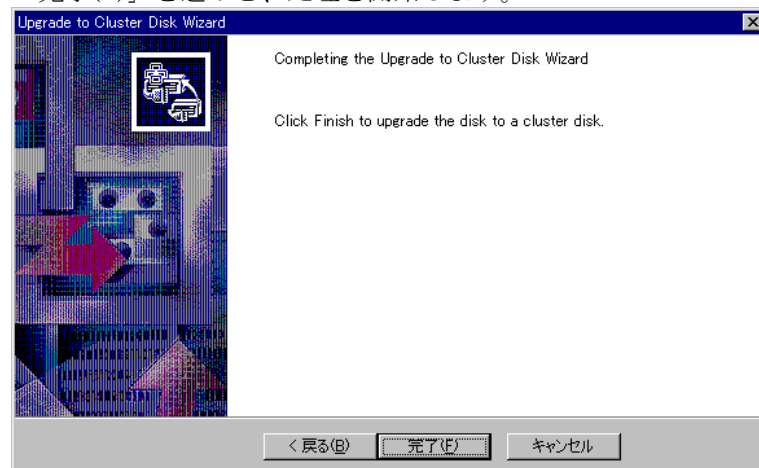 Upgrade to Cluster Disk Wizard
Completing the Upgrade to Cluster Disk Wizard
Click Finish to upgrade the disk to a cluster disk.
< 戻る(B) 完了(F) キャンセル